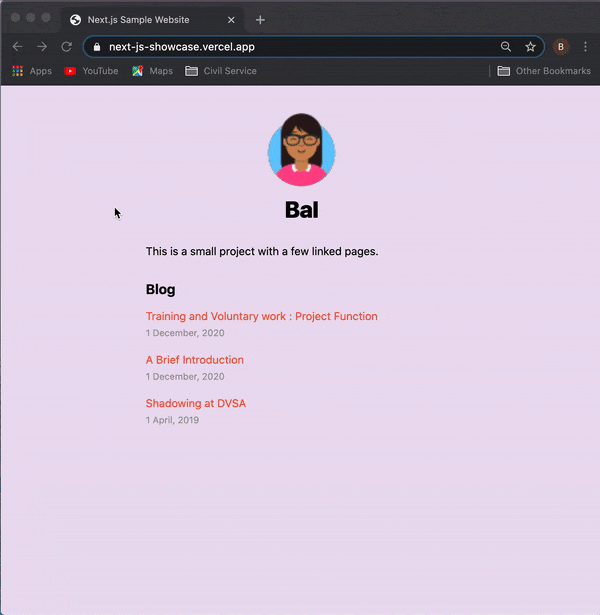 Next.js Sample Website
next-js-showcase.vercel.app
B
Apps YouTube Maps Civil Service Other Bookmarks
Bal
This is a small project with a few linked pages.
Blog
Training and Voluntary work : Project Function
1 December, 2020
A Brief Introduction
1 December, 2020
Shadowing at DVSA
1 April, 2019